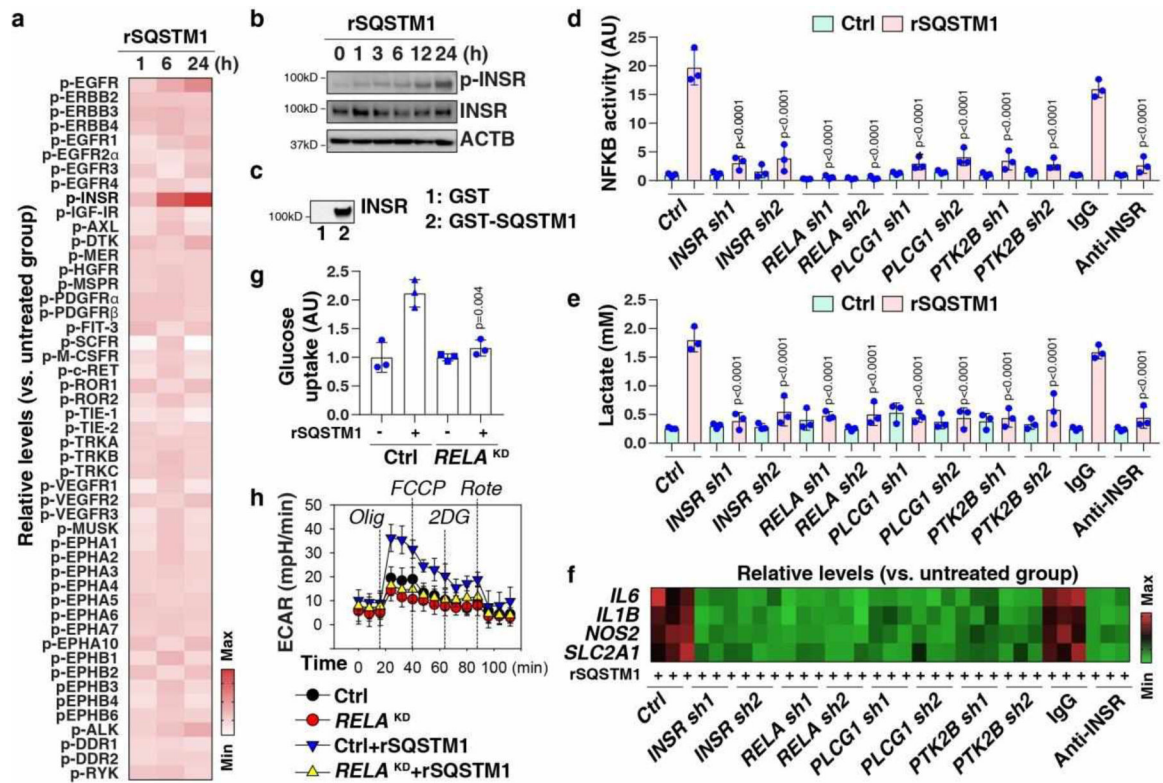 a
rSQSTM1
1 6 24 (h)
p-EGFR
p-ERBB2
p-ERBB3
p-ERBB4
p-EGFR1
p-EGFR2α
p-EGFR3
p-EGFR4
p-INSR
p-IGF-IR
p-AXL
p-DTK
p-MER
p-HGFR
p-MSPR
p-PDGFRα
p-PDGFRβ
p-FIT-3
p-SCFR
p-M-CSFR
p-c-RET
p-ROR1
p-ROR2
p-TIE-1
p-TIE-2
p-TRKA
p-TRKB
p-TRKC
p-VEGFR1
p-VEGFR2
p-VEGFR3
p-MUSK
p-EPHA1
p-EPHA2
p-EPHA3
p-EPHA4
p-EPHA5
p-EPHA6
p-EPHA7
p-EPHA10
p-EPHB1
p-EPHB2
pEPHB3
pEPHB4
pEPHB6
p-ALK
p-DDR1
p-DDR2
p-RYK
Relative levels (vs. untreated group)
Max
Min
b
rSQSTM1
0 1 3 6 12 24 (h)
100kD p-INSR
100kD INSR
37kD ACTB
c
100kD INSR
1 2
1: GST
2: GST-SQSTM1
g
Glucose
uptake (AU)
2.5
2.0
1.5
1.0
0.5
0.0
p=0.004
rSQSTM1 - + - +
Ctrl RELA KD
h
ECAR (mpH/min)
FCCP Rote
Olig 2DG
50
40
30
20
10
0
Time 0 20 40 60 80 100 (min)
Ctrl
RELA KD
Ctrl+rSQSTM1
RELA KD+rSQSTM1
d
Ctrl rSQSTM1
NFKB activity (AU)
25
20
15
10
5
0
p<0.0001 p<0.0001 p<0.0001 p<0.0001 p<0.0001 p<0.0001 p<0.0001 p<0.0001 p<0.0001
Ctrl INSR sh1 INSR sh2 RELA sh1 RELA sh2 PLCG1 sh1 PLCG1 sh2 PTK2B sh1 PTK2B sh2 IgG Anti-INSR
e
Ctrl rSQSTM1
Lactate (mM)
2.5
2.0
1.5
1.0
0.5
0.0
p<0.0001 p<0.0001 p<0.0001 p<0.0001 p<0.0001 p<0.0001 p<0.0001 p<0.0001 p<0.0001
Ctrl INSR sh1 INSR sh2 RELA sh1 RELA sh2 PLCG1 sh1 PLCG1 sh2 PTK2B sh1 PTK2B sh2 IgG Anti-INSR
f
Relative levels (vs. untreated group)
IL6
IL1B
NOS2
SLC2A1
Max
Min
rSQSTM1 + + + + + + + + + + + + + + + + + + + + + + + + + + + + + + + + +
Ctrl INSR sh1 INSR sh2 RELA sh1 RELA sh2 PLCG1 sh1 PLCG1 sh2 PTK2B sh1 PTK2B sh2 IgG Anti-INSR